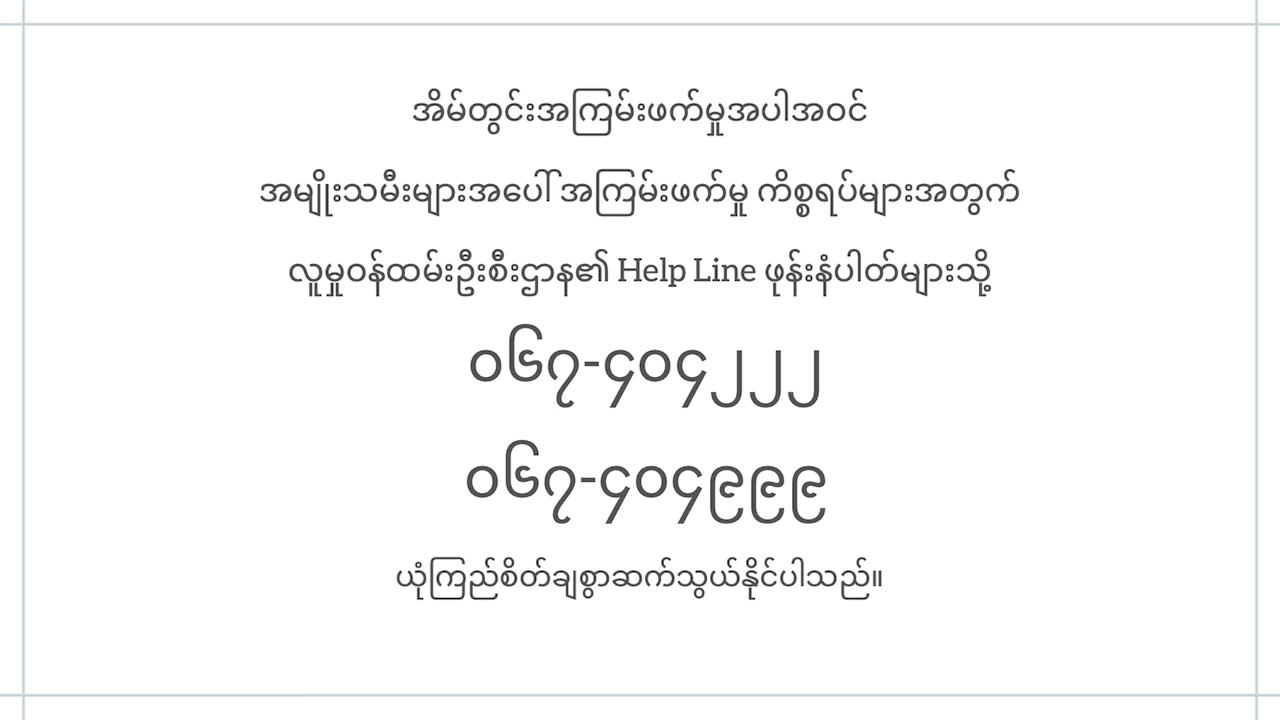 အိမ်တွင်းအကြမ်းဖက်မှုအပါအဝင်
အမျိုးသမီးများအပေါ် အကြမ်းဖက်မှု ကိစ္စရပ်များအတွက်
လူမှုဝန်ထမ်းဦးစီးဌာန၏ Help Line ဖုန်းနံပါတ်များသို့
၀၆၇-၄၀၄၂၂၂
၀၆၇-၄၀၄၉၉၉
ယုံကြည်စိတ်ချစွာဆက်သွယ်နိုင်ပါသည်။